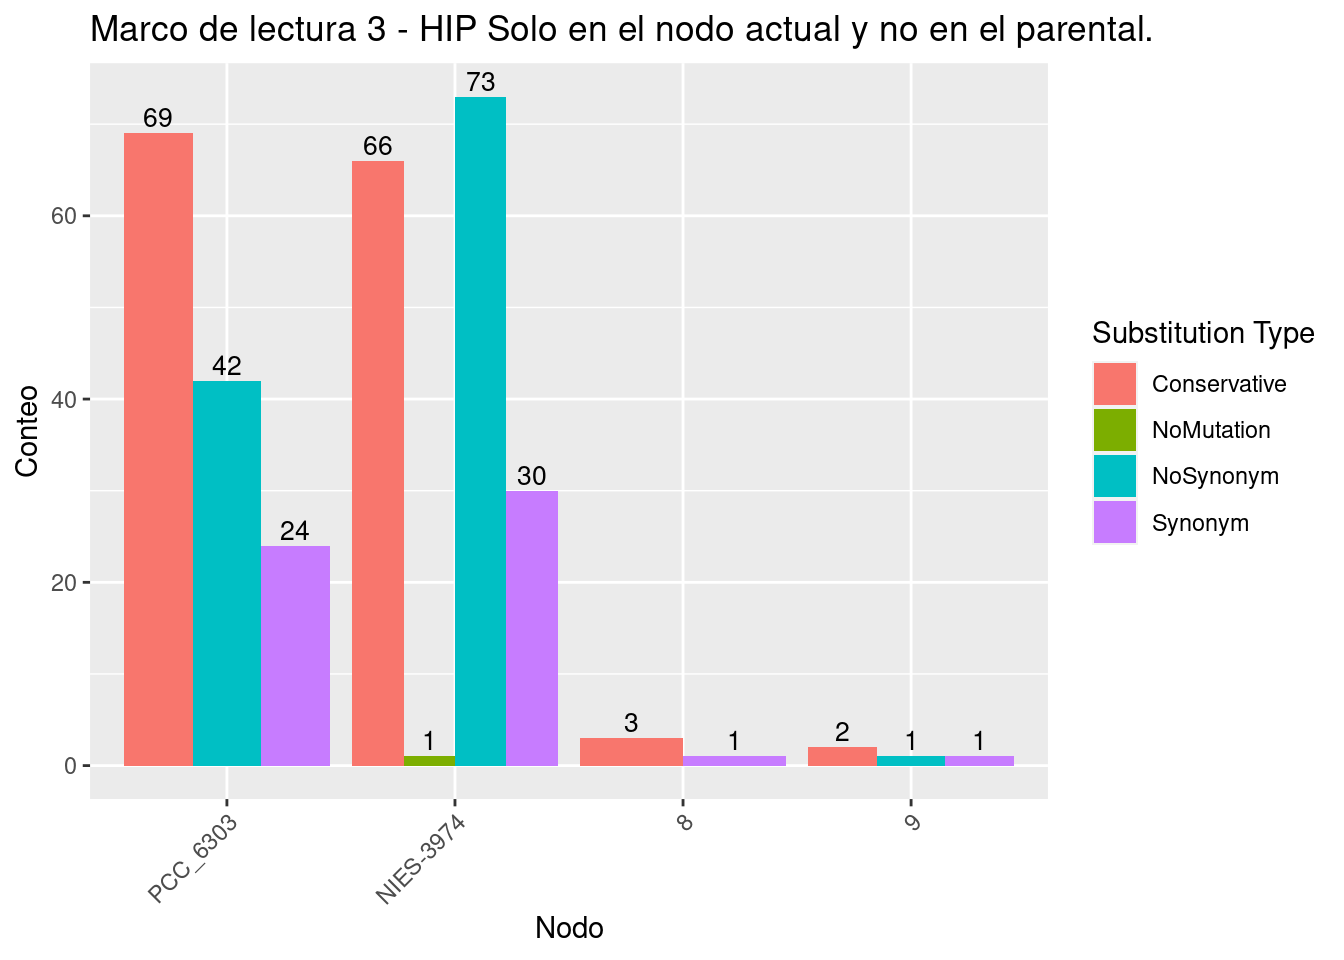 Marco de lectura 3 - HIP Solo en el nodo actual y no en el parental.
69
42
24
66
1
73
30
3
1
2
1
1
60
40
20
0
Conteo
PCC_6303
NIES-3974
8
9
Nodo
Substitution Type
Conservative
NoMutation
NoSynonym
Synonym